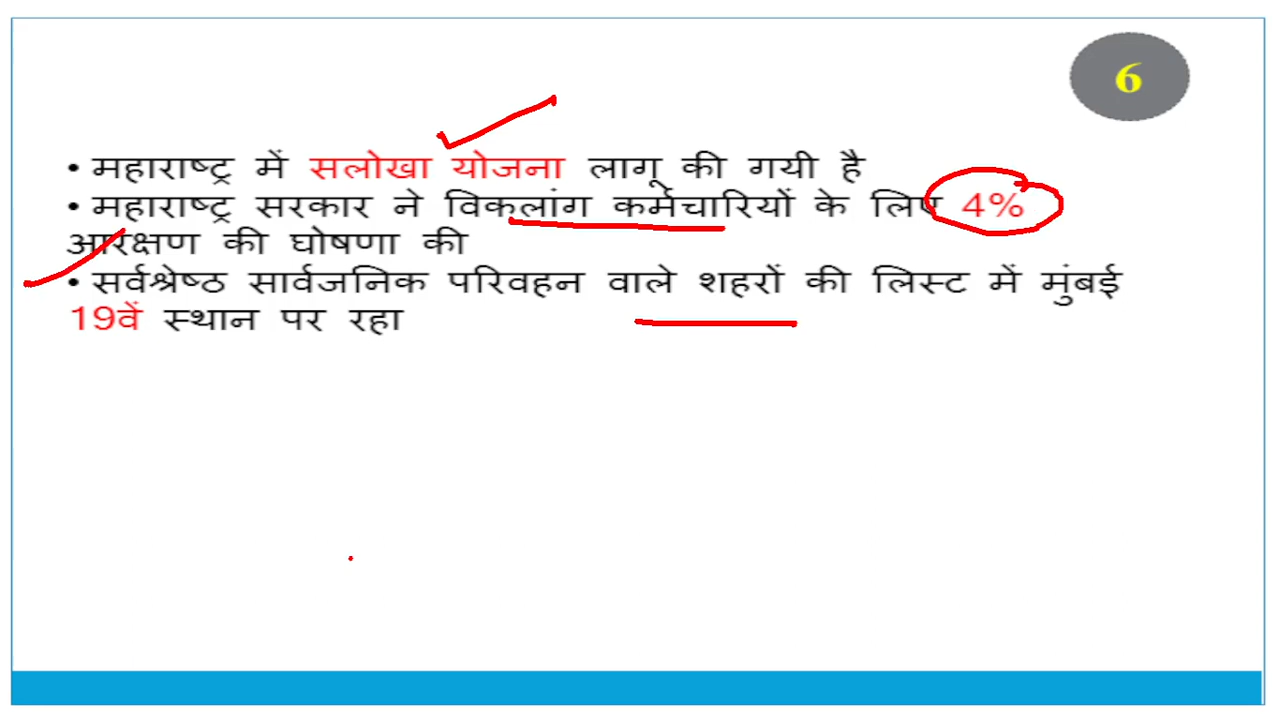 6
• महाराष्ट्र में सलोखा योजना लागू की गयी है
• महाराष्ट्र सरकार ने विकलांग कर्मचारियों के लिए 4%
आरक्षण की घोषणा की
• सर्वश्रेष्ठ सार्वजनिक परिवहन वाले शहरों की लिस्ट में मुंबई
19वें स्थान पर रहा